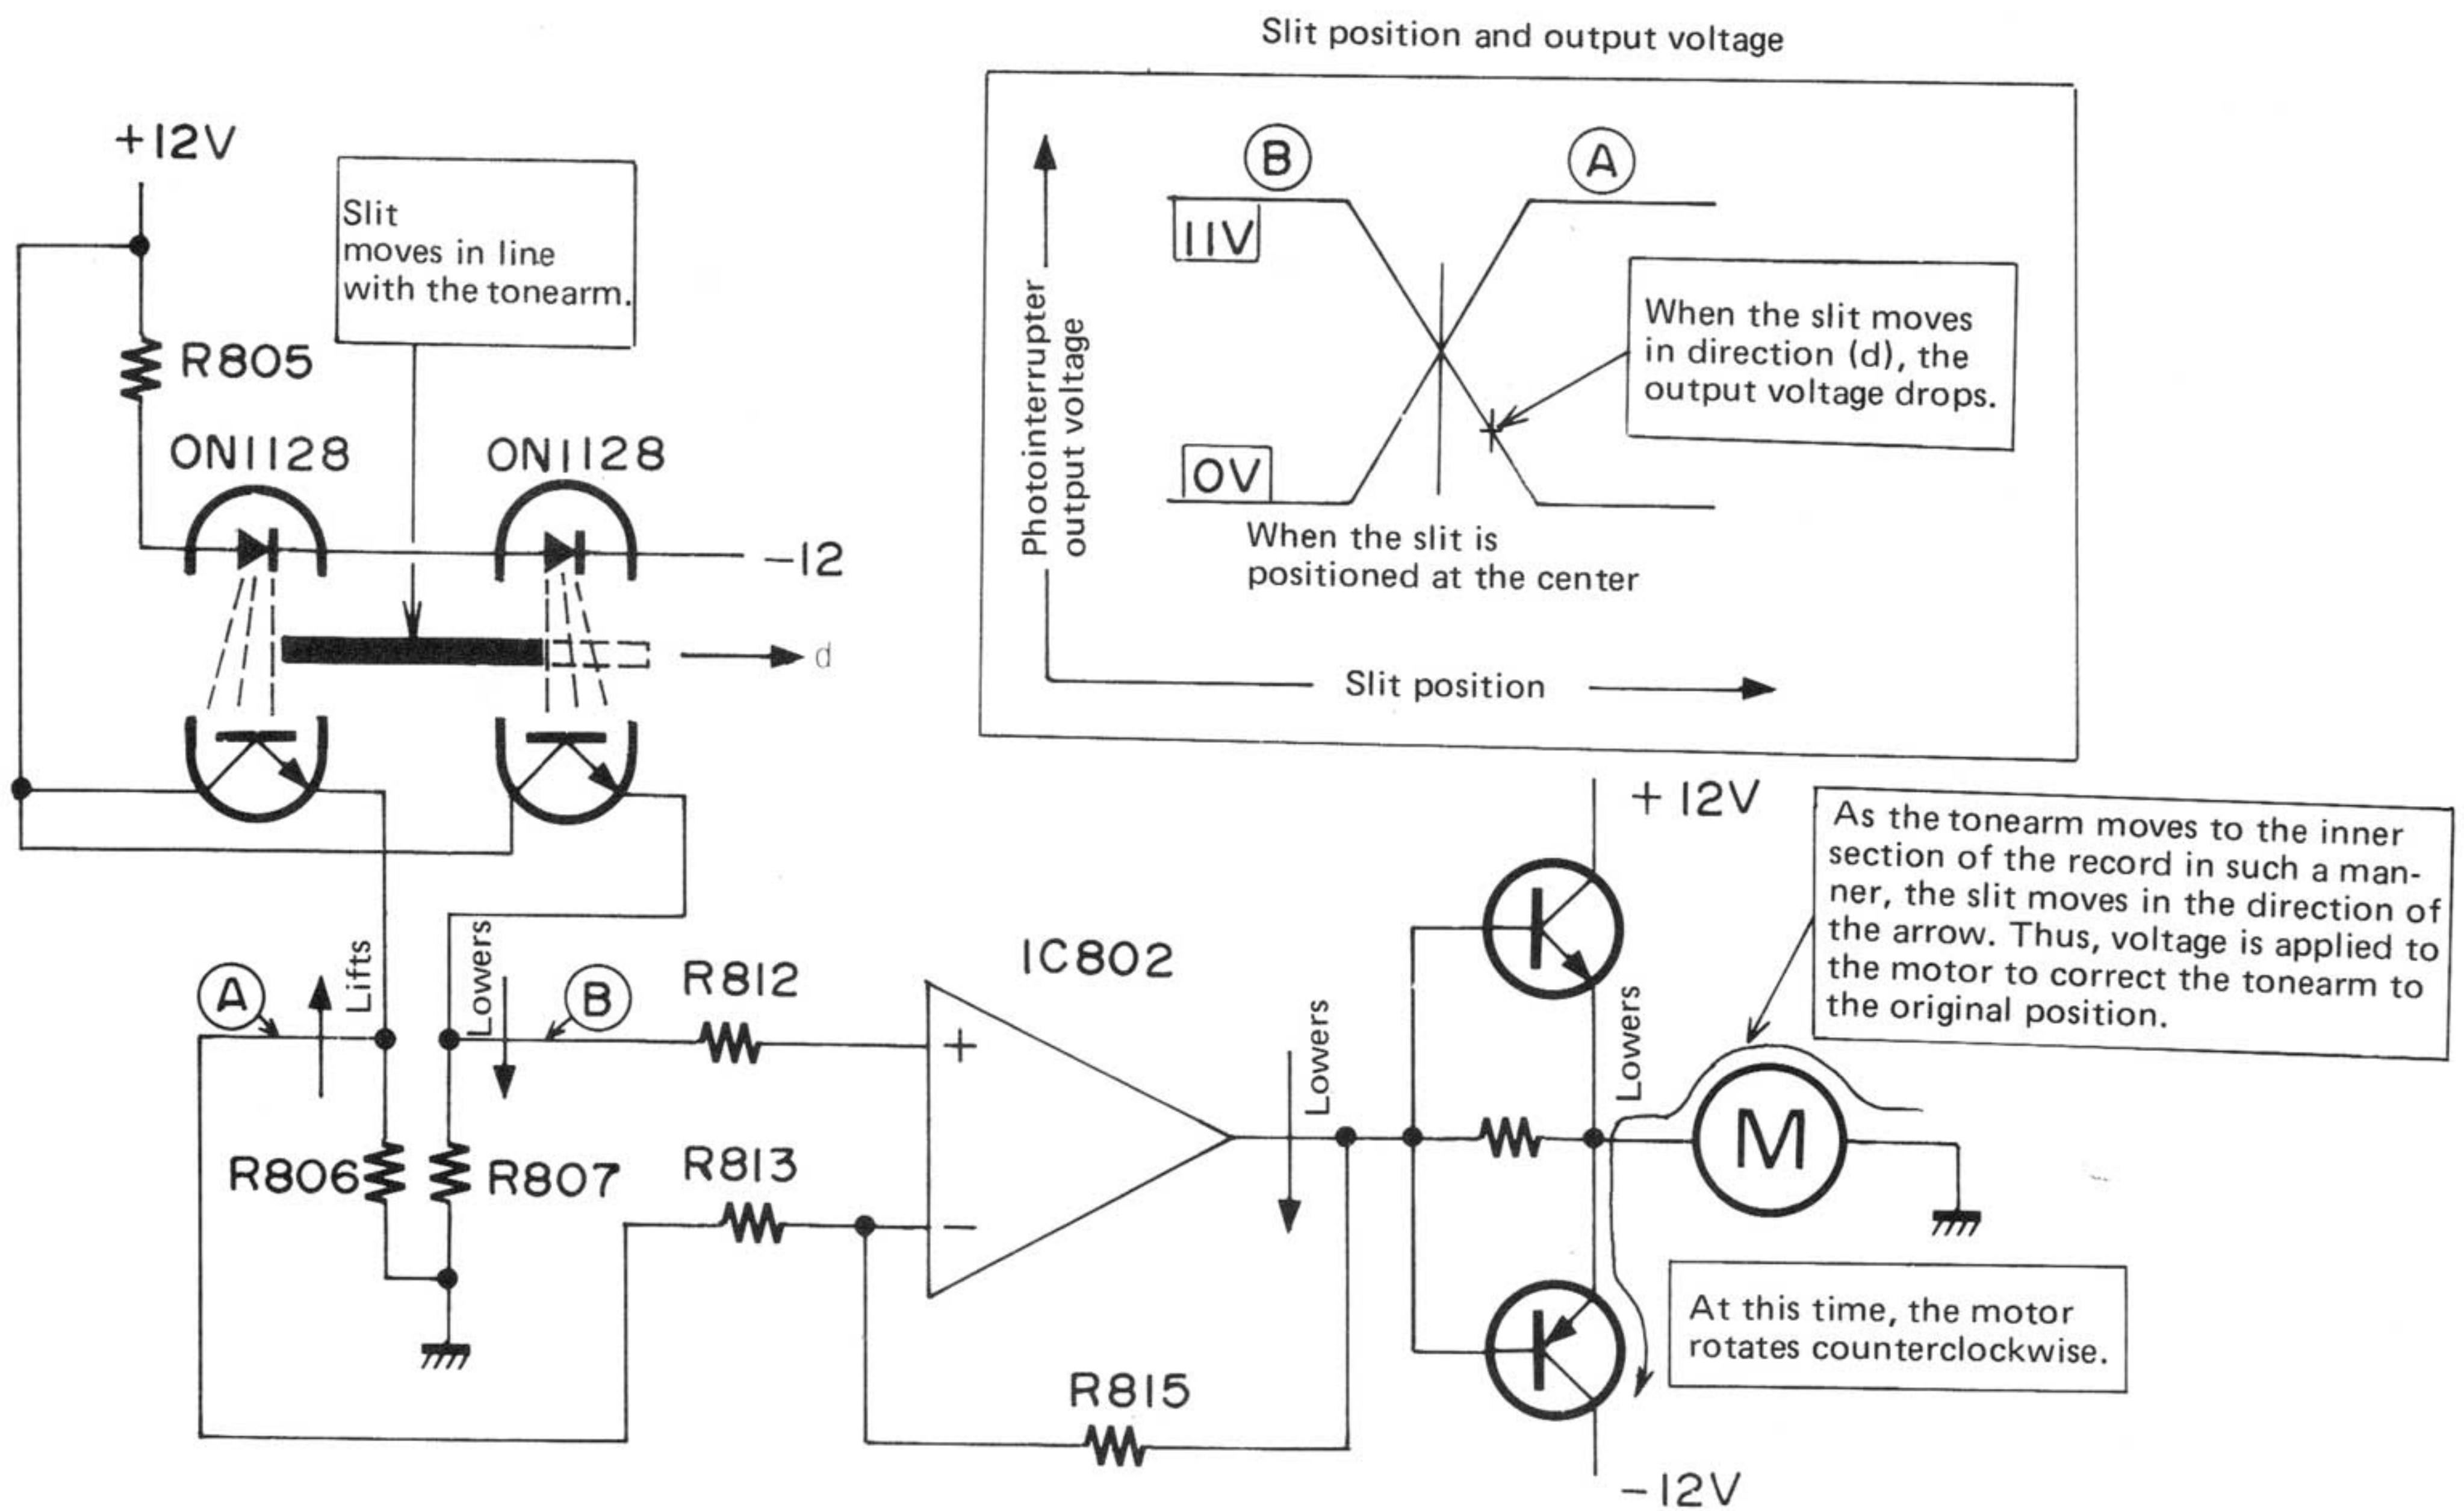 Slit position and output voltage
+12V
Slit
moves in line
with the tonearm.
R805
ON1128
ON1128
-12
d
B
A
11V
0V
Photointerrupter
output voltage
When the slit moves
in direction (d), the
output voltage drops.
When the slit is
positioned at the center
Slit position
+12V
As the tonearm moves to the inner
section of the record in such a man-
ner, the slit moves in the direction of
the arrow. Thus, voltage is applied to
the motor to correct the tonearm to
the original position.
A
Lifts
Lowers
B
R812
IC802
+
Lowers
Lowers
M
R806
R807
R813
−
At this time, the motor
rotates counterclockwise.
R815
-12V